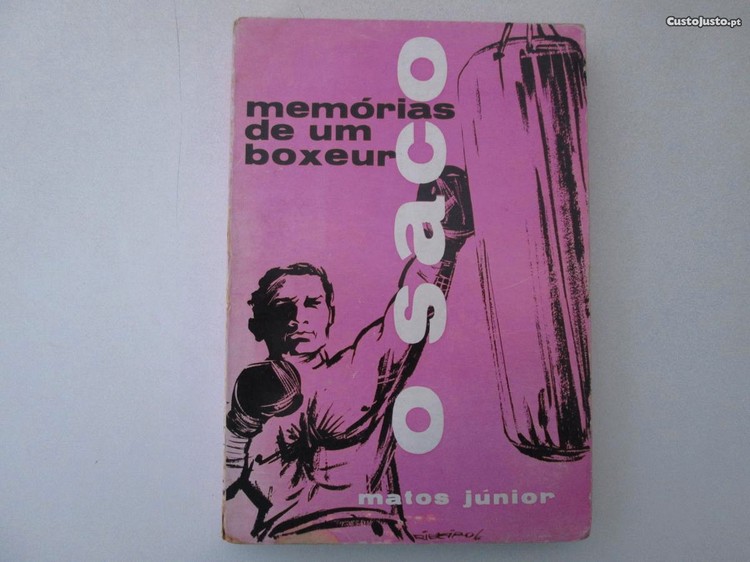 CustoJusto.pt
memórias
de um
boxeur
o saco
matos júnior